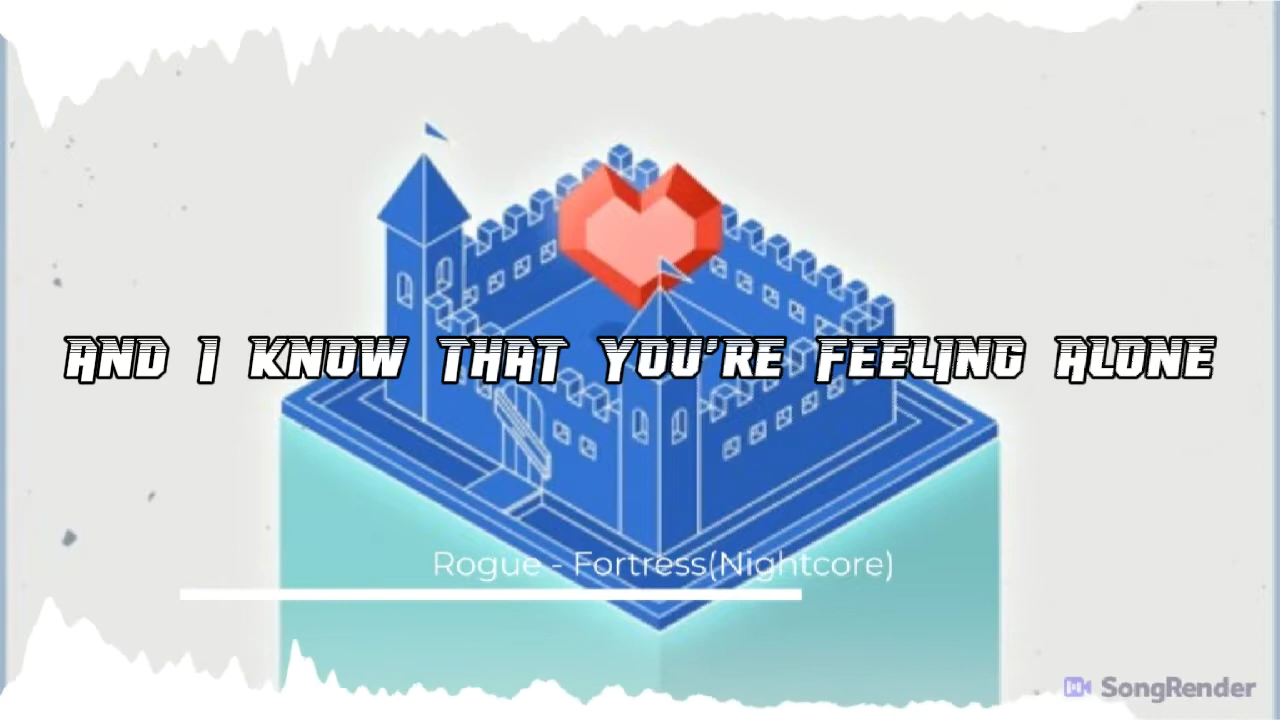 AND I KNOW THAT YOU'RE FEELING ALONE
Rogue - Fortress(Nightcore)
SongRender